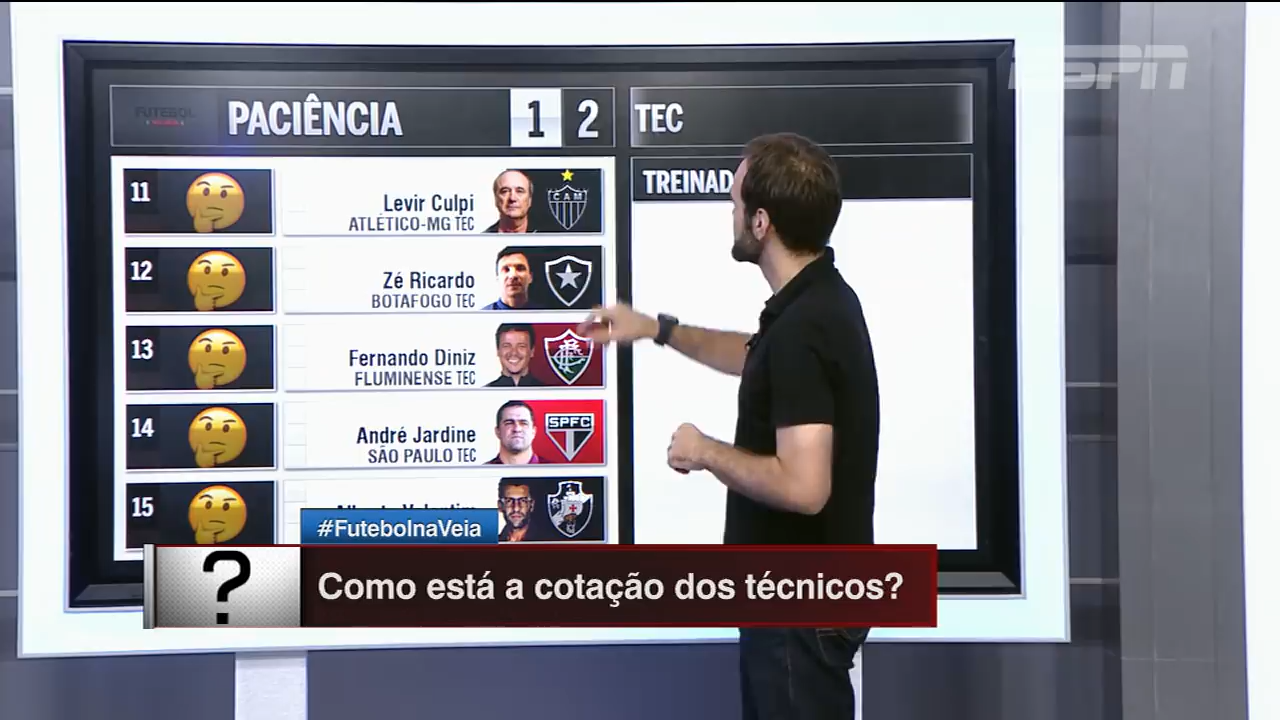 ESPN
FUTEBOL
PACIÊNCIA 1 2
TEC
TREINAD
11
Levir Culpi
ATLÉTICO-MG TEC
CAM
12
Zé Ricardo
BOTAFOGO TEC
13
Fernando Diniz
FLUMINENSE TEC
14
André Jardine
SÃO PAULO TEC
SPFC
15
#FutebolnaVeia
?
Como está a cotação dos técnicos?